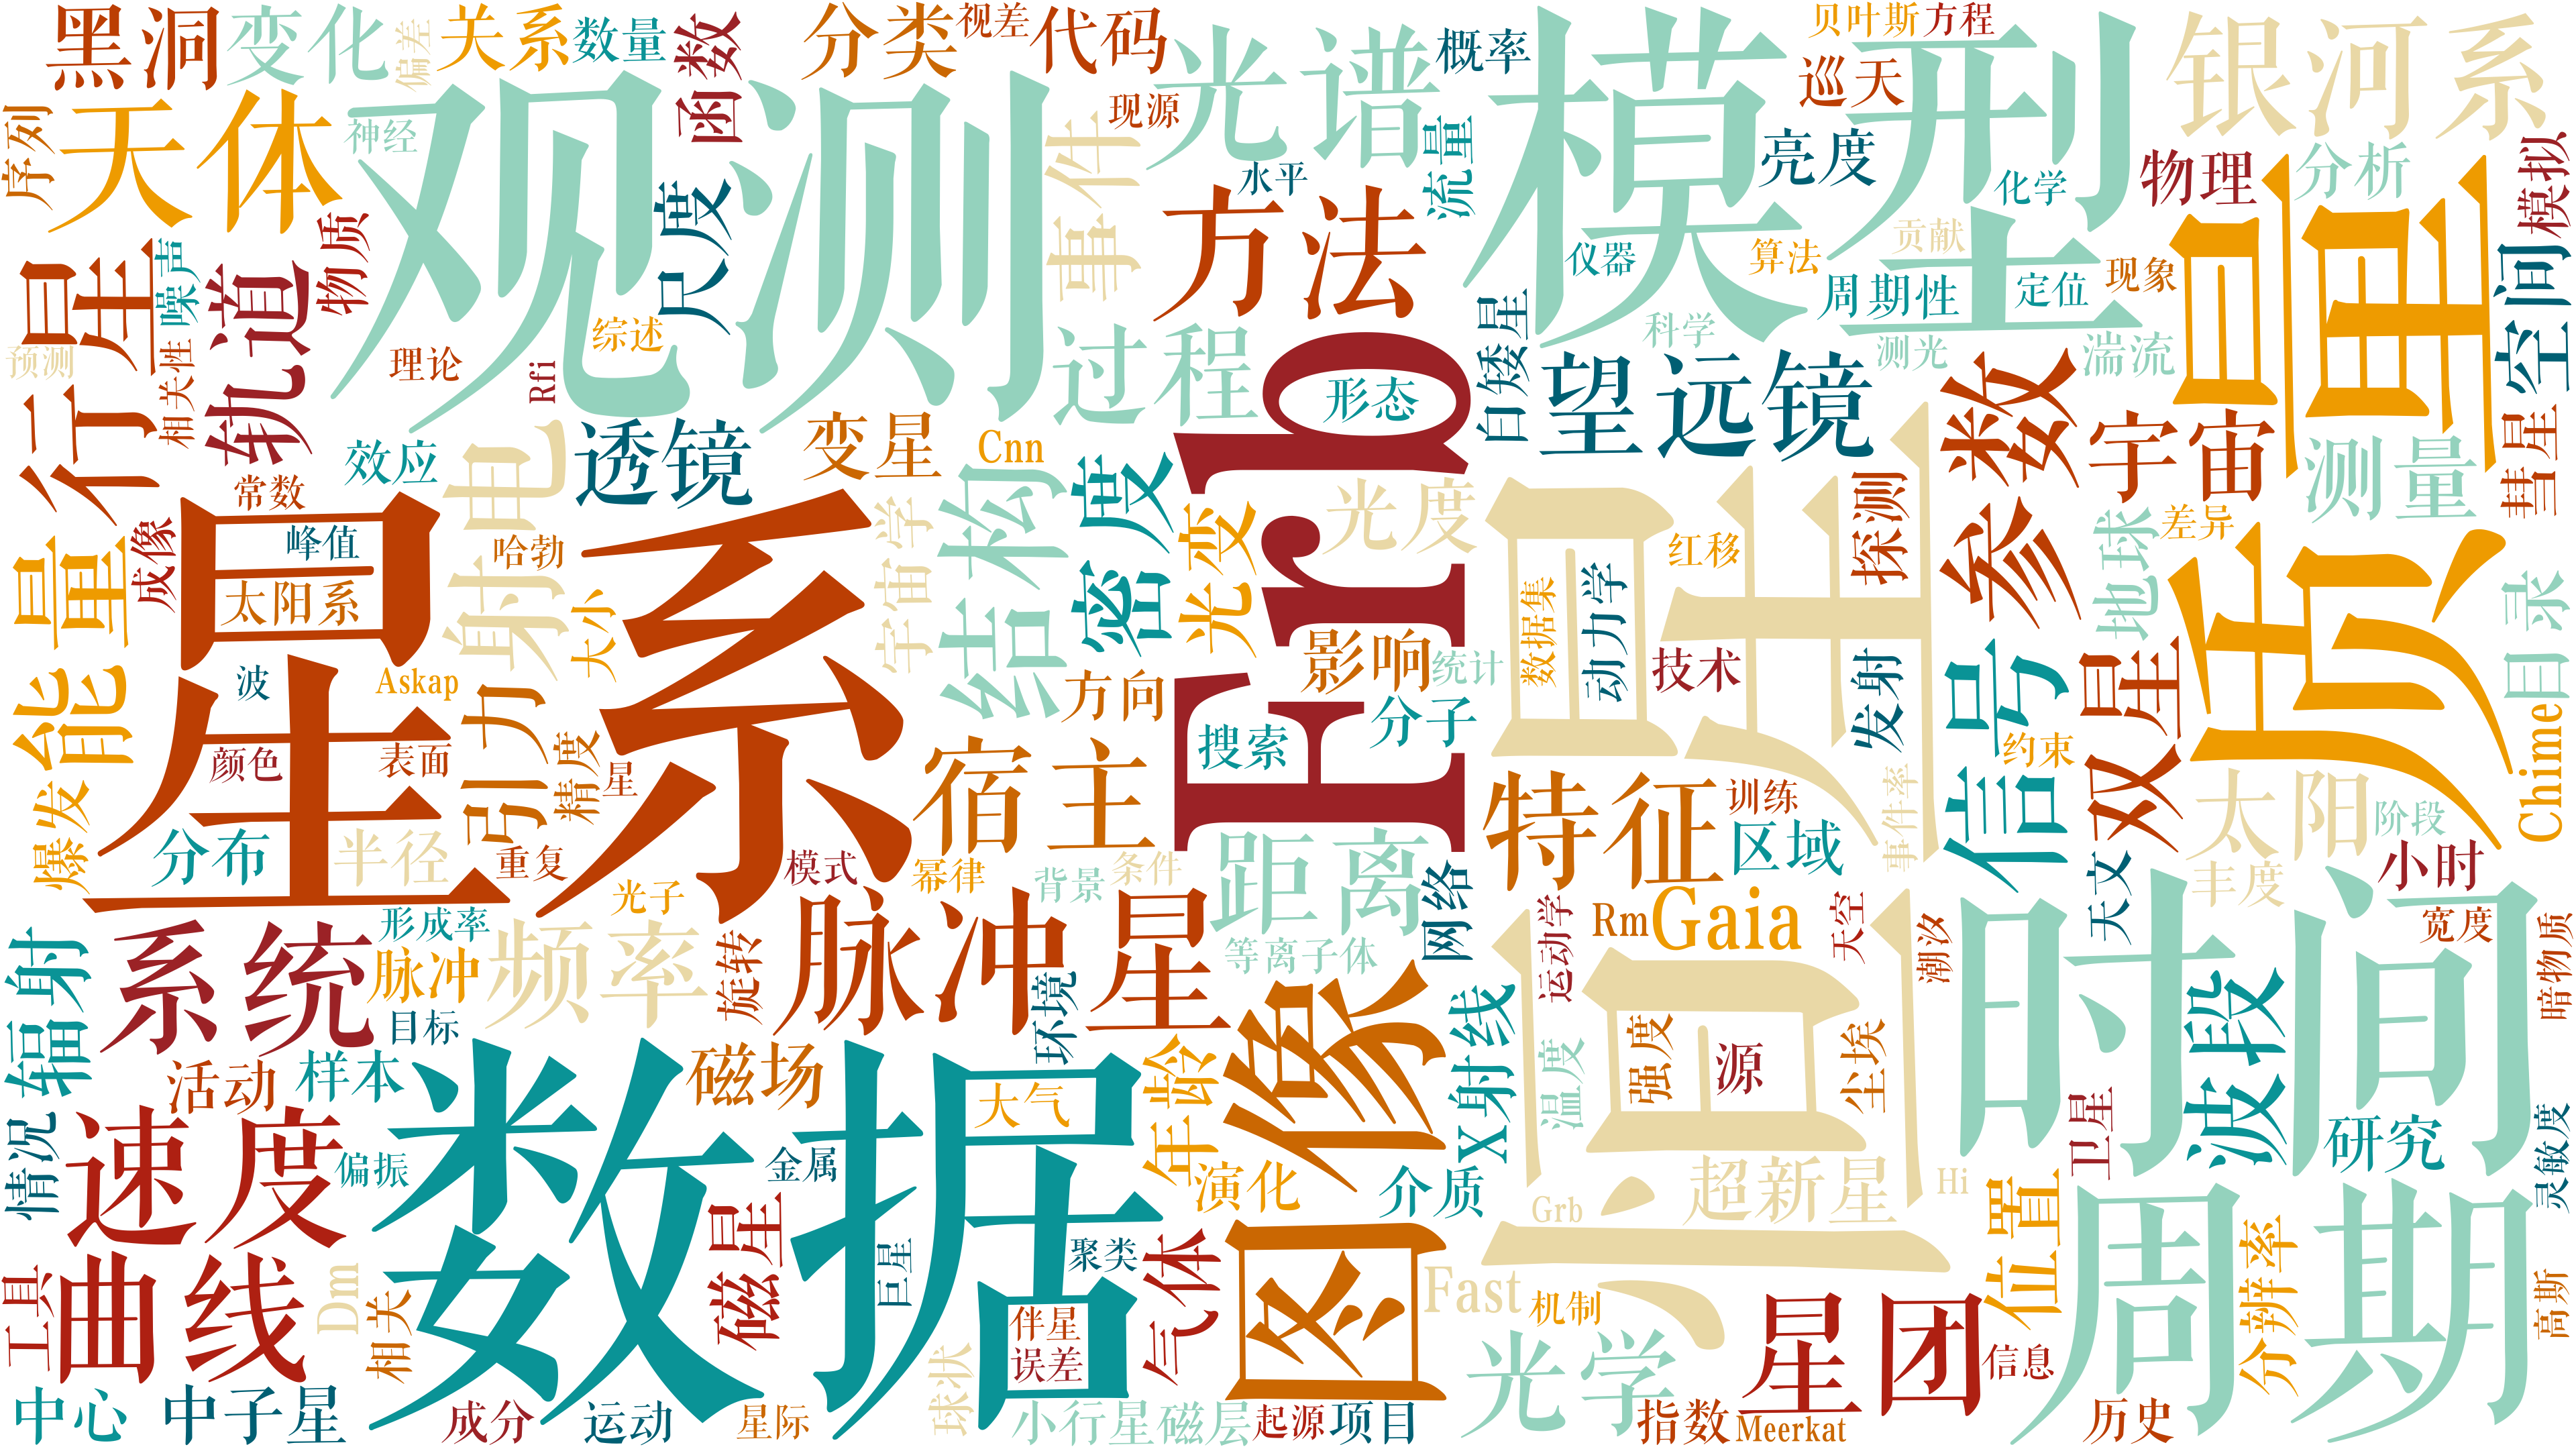 黑洞
变化
偏差
关系
数量
函数
分类
视差
代码
光谱
概率
模型
贝叶斯
方程
巡天
银河系
序列
天体
神经
观测
现源
事件
流量
亮度
化学
物理
分析
模拟
水平
尺度
方法
仪器
算法
贡献
周期性
定位
现象
空间
质量
行星
噪声
物质
轨道
预测
相关性
理论
综述
Rfi
过程
形态
Frb
白矮星
望远镜
科学
测光
湍流
参数
宇宙
测量
彗星
效应
常数
射电
透镜
变星
Cnn
结构
密度
光变
光度
恒星
红移
探测
地球
差异
目录
能量
成像
峰值
太阳系
星系
哈勃
大小
宇宙学
影响
统计
数据集
动力学
技术
发射
信号
双星
约束
Chime
波
Askap
引力
方向
分子
搜索
颜色
表面
精度
星
宿主
特征
训练
区域
事件率
太阳
阶段
爆发
分布
半径
重复
模式
幂律
背景
条件
距离
网络
丰度
小时
光子
形成率
脉冲
频率
旋转
脉冲星
等离子体
运动学
Rm
Gaia
天空
潮汐
天文
时间
宽度
暗物质
辐射
系统
目标
环境
图像
X射线
温度
强度
源
尘埃
波段
活动
样本
数据
磁场
大气
年龄
卫星
研究
灵敏度
情况
速度
偏振
金属
演化
介质
超新星
Hi
Grb
位置
周期
分辨率
磁星
巨星
聚类
气体
工具
曲线
Dm
相关
伴星
误差
Fast
机制
星团
信息
高斯
中心
中子星
成分
运动
星际
球状
小行星
磁层
起源
项目
光学
指数
Meerkat
历史